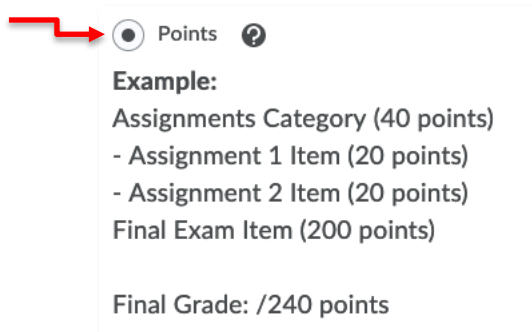 Points ?
Example:
Assignments Category (40 points)
- Assignment 1 Item (20 points)
- Assignment 2 Item (20 points)
Final Exam Item (200 points)
Final Grade: /240 points